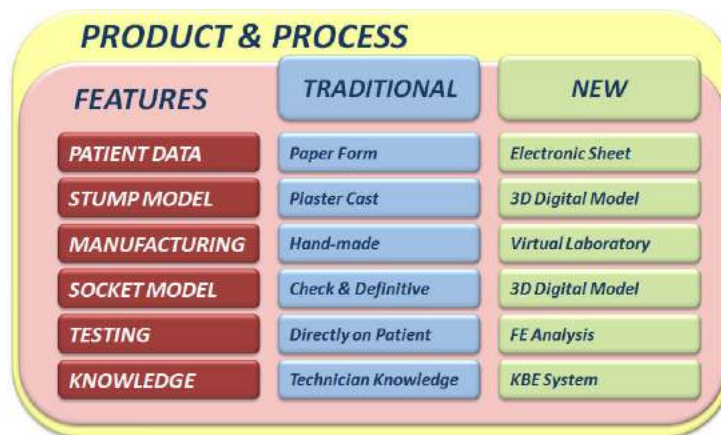 PRODUCT & PROCESS
FEATURES TRADITIONAL NEW
PATIENT DATA Paper Form Electronic Sheet
STUMP MODEL Plaster Cast 3D Digital Model
MANUFACTURING Hand-made Virtual Laboratory
SOCKET MODEL Check & Definitive 3D Digital Model
TESTING Directly on Patient FE Analysis
KNOWLEDGE Technician Knowledge KBE System